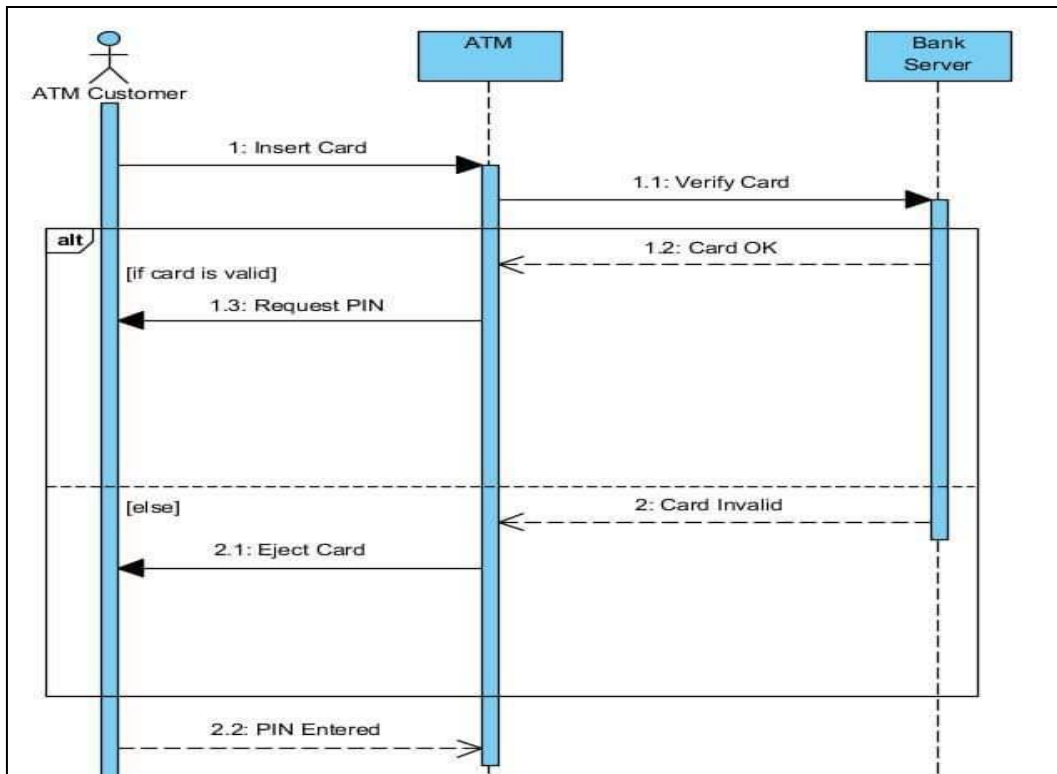 ATM
Bank
Server
ATM Customer
1: Insert Card
1.1: Verify Card
alt
1.2: Card OK
[if card is valid]
1.3: Request PIN
[else]
2: Card Invalid
2.1: Eject Card
2.2: PIN Entered